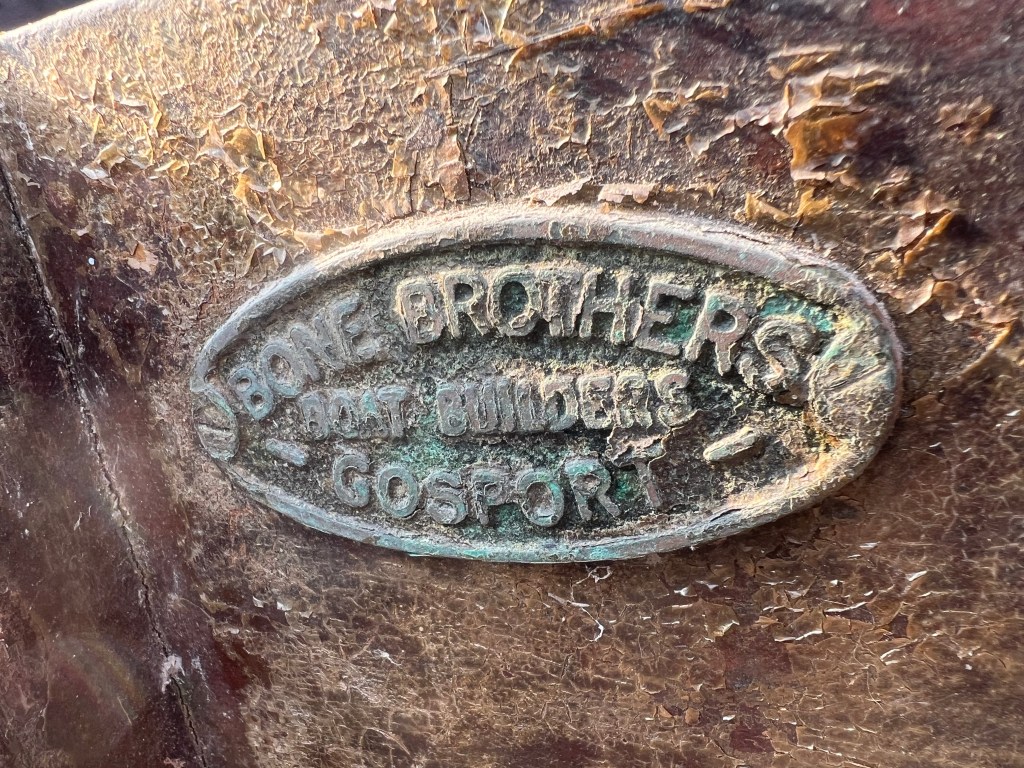 BONE BROTHERS
BOAT BUILDERS
- GOSPORT -